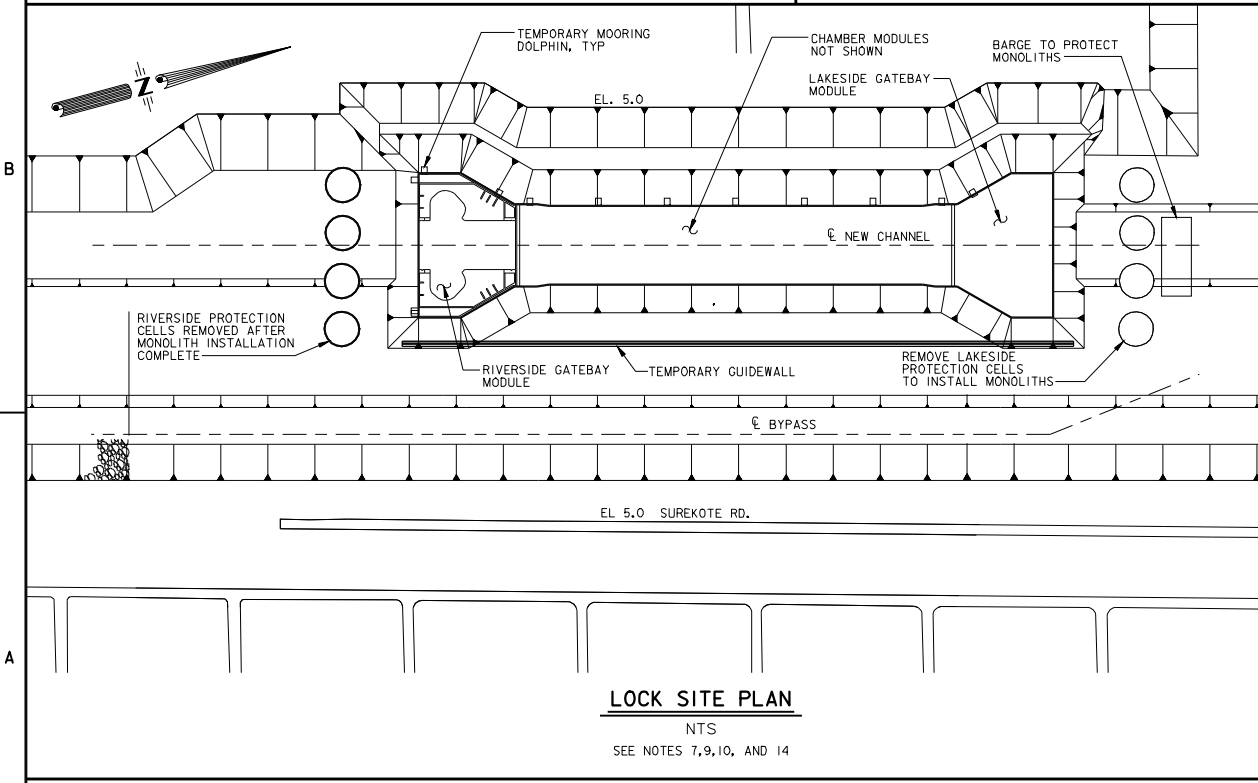 TEMPORARY MOORING
DOLPHIN, TYP
CHAMBER MODULES
NOT SHOWN
BARGE TO PROTECT
MONOLITHS
LAKESIDE GATEBAY
MODULE
N
EL. 5.0
B
℄ NEW CHANNEL
RIVERSIDE PROTECTION
CELLS REMOVED AFTER
MONOLITH INSTALLATION
COMPLETE
RIVERSIDE GATEBAY
MODULE
TEMPORARY GUIDEWALL
REMOVE LAKESIDE
PROTECTION CELLS
TO INSTALL MONOLITHS
℄ BYPASS
EL 5.0 SUREKOTE RD.
A
LOCK SITE PLAN
NTS
SEE NOTES 7,9,10, AND 14